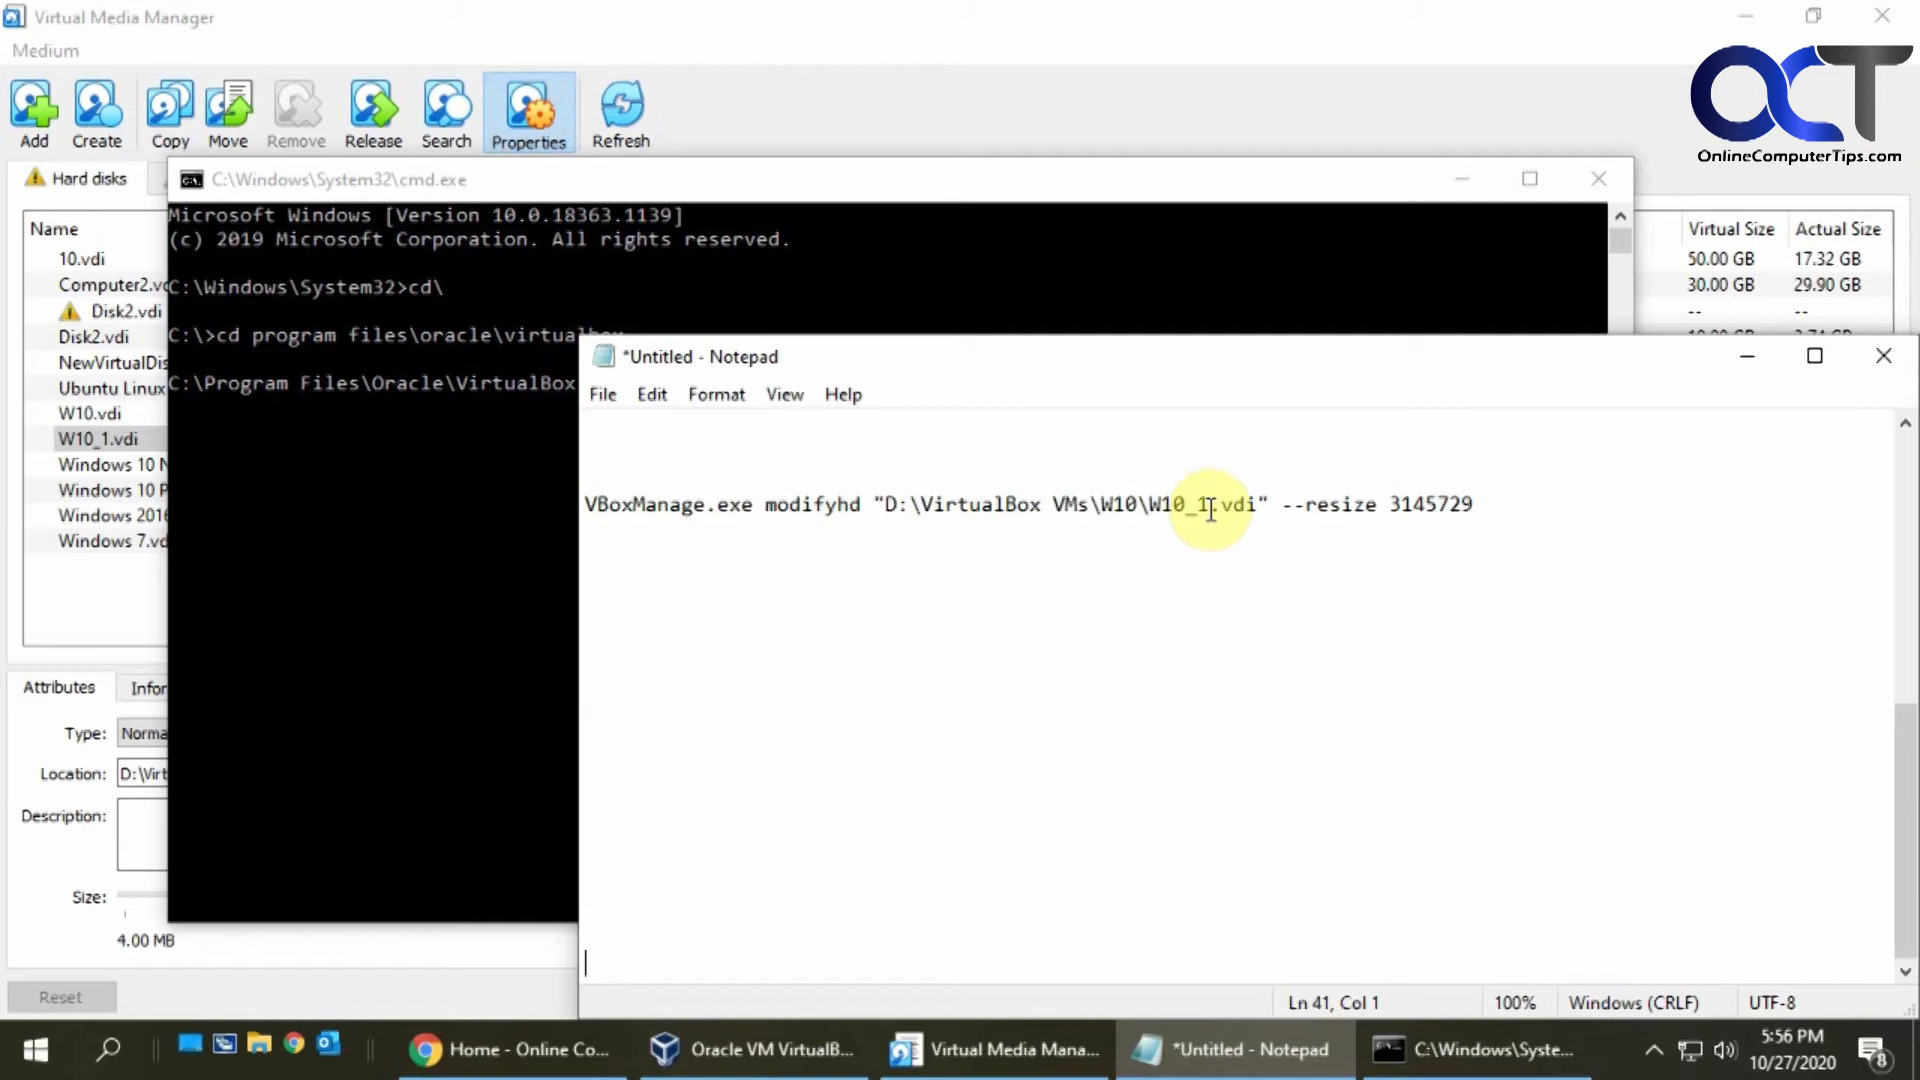 Virtual Media Manager
Medium
OCT
OnlineComputerTips.com
Add
Create
Copy
Move
Remove
Release
Search
Properties
Refresh
Hard disks
C:\Windows\System32\cmd.exe
Microsoft Windows [Version 10.0.18363.1139]
(c) 2019 Microsoft Corporation. All rights reserved.
C:\Windows\System32>cd\
C:\>cd program files\oracle\virtualbox
C:\Program Files\Oracle\VirtualBox
Name
Virtual Size
Actual Size
10.vdi
50.00 GB
17.32 GB
Computer2.vd
30.00 GB
29.90 GB
Disk2.vdi
--
--
Disk2.vdi
NewVirtualDis
Ubuntu Linux
W10.vdi
W10_1.vdi
Windows 10 N
Windows 10 P
Windows 2016
Windows 7.vd
*Untitled - Notepad
File
Edit
Format
View
Help
VBoxManage.exe modifyhd "D:\VirtualBox VMs\W10\W10_1.vdi" --resize 3145729
Attributes
Infor
Type:
Norma
Location:
D:\Virt
Description:
Size:
4.00 MB
Reset
Ln 41, Col 1
100%
Windows (CRLF)
UTF-8
Home - Online Co...
Oracle VM VirtualB...
Virtual Media Mana...
*Untitled - Notepad
C:\Windows\Syste...
5:56 PM
10/27/2020
8